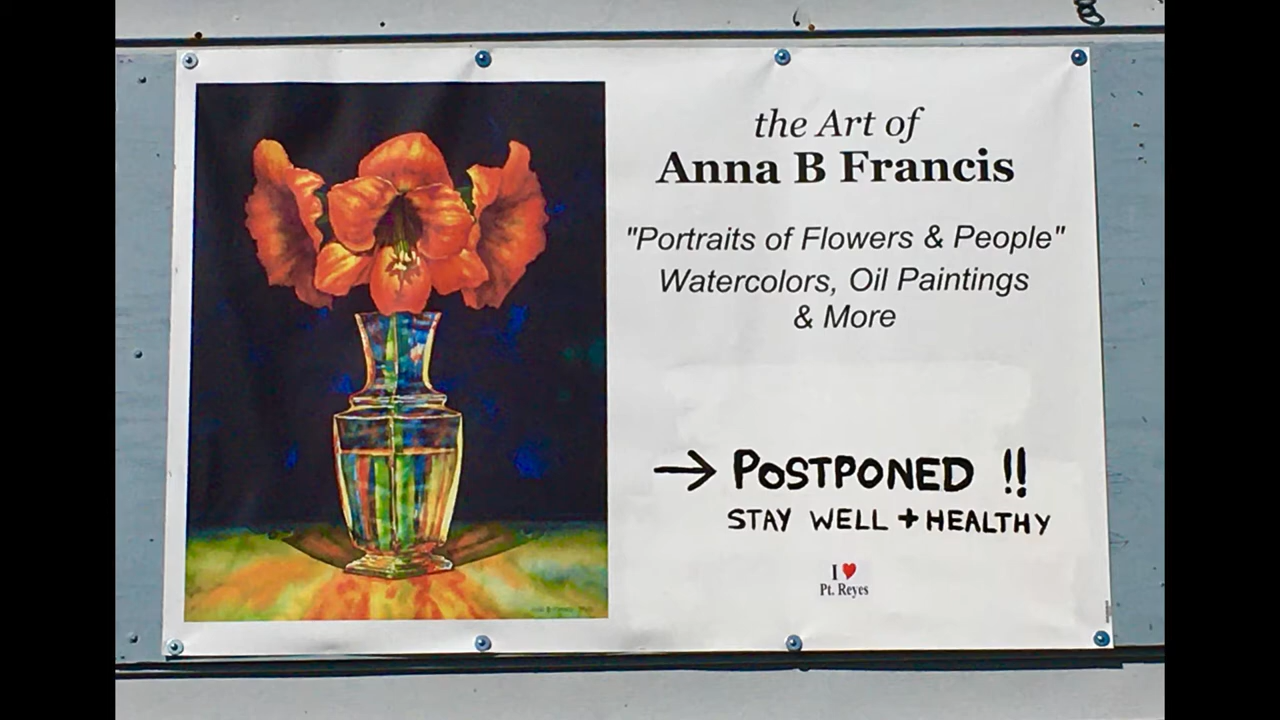 the Art of
Anna B Francis
"Portraits of Flowers & People"
Watercolors, Oil Paintings
& More
→ POSTPONED !!
STAY WELL + HEALTHY
I ♥
Pt. Reyes